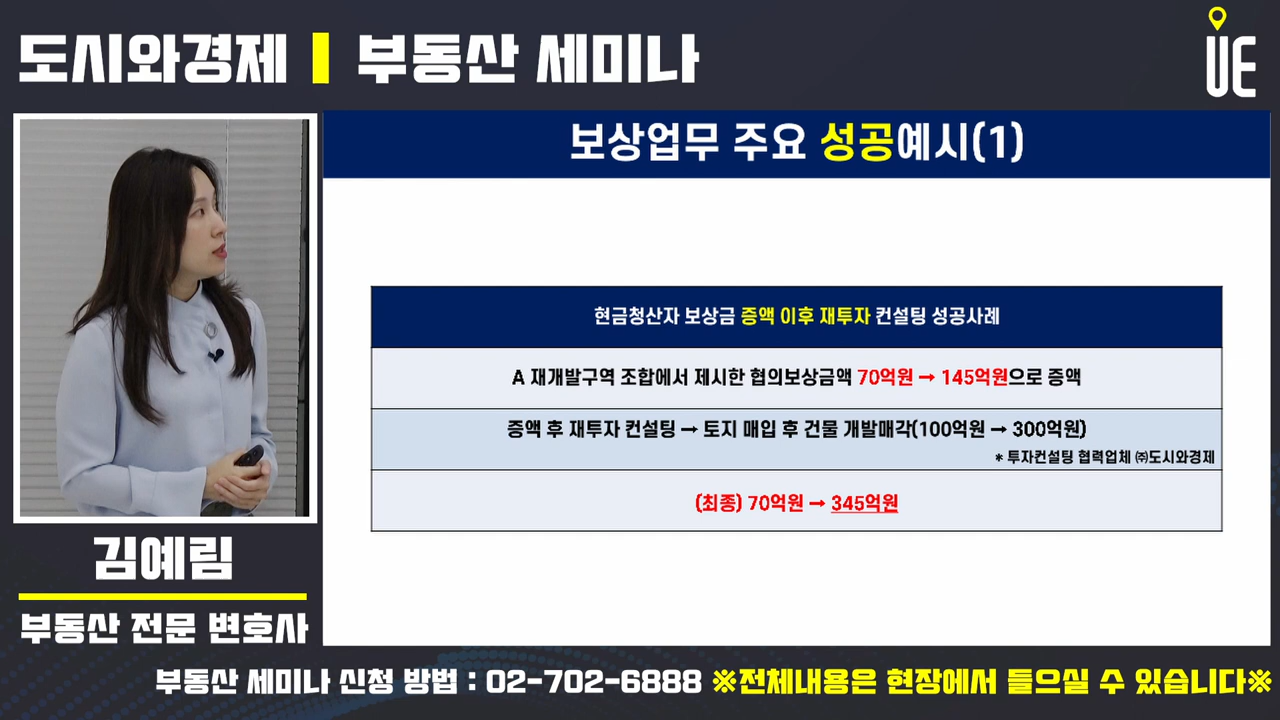 도시와경제 | 부동산 세미나
UE
보상업무 주요 성공예시(1)
현금청산자 보상금 증액 이후 재투자 컨설팅 성공사례
A 재개발구역 조합에서 제시한 협의보상금액 70억원 → 145억원으로 증액
증액 후 재투자 컨설팅 → 토지 매입 후 건물 개발매각(100억원 → 300억원)
* 투자컨설팅 협력업체 ㈜도시와경제
(최종) 70억원 → 345억원
김예림
부동산 전문 변호사
부동산 세미나 신청 방법 : 02-702-6888 ※전체내용은 현장에서 들으실 수 있습니다※